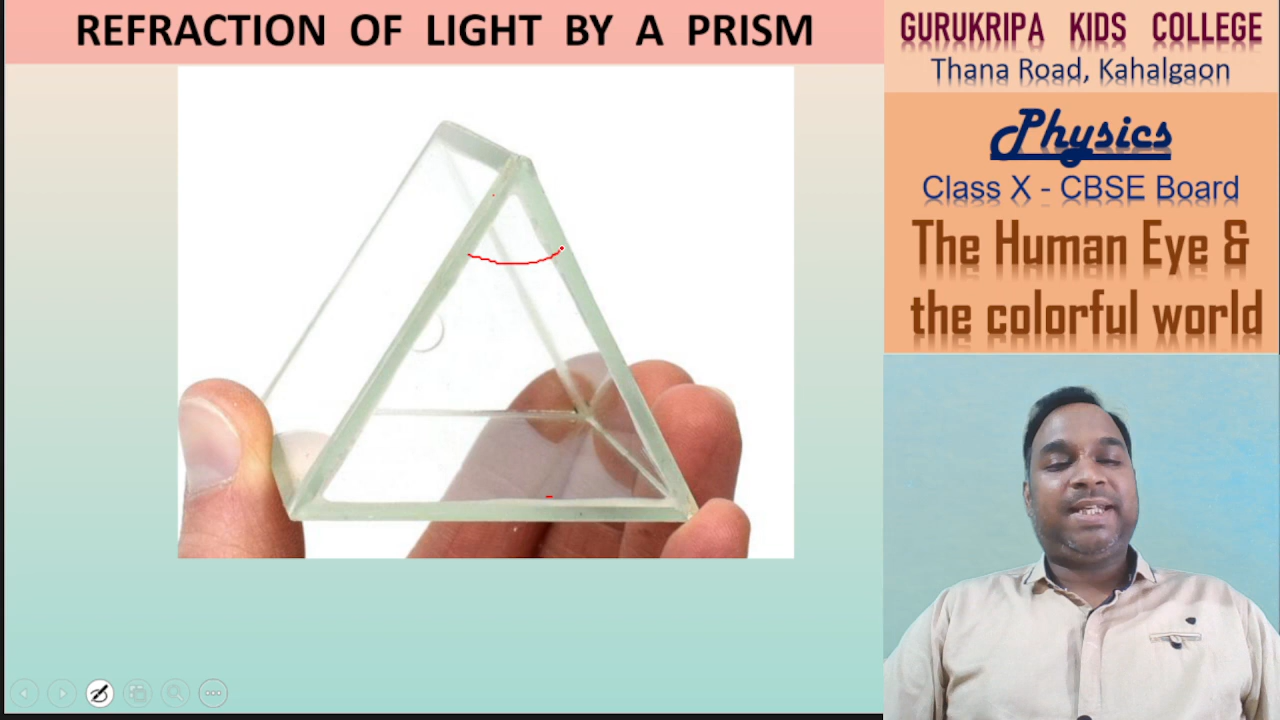 REFRACTION OF LIGHT BY A PRISM
GURUKRIPA KIDS COLLEGE
Thana Road, Kahalgaon
Physics
Class X - CBSE Board
The Human Eye &
the colorful world